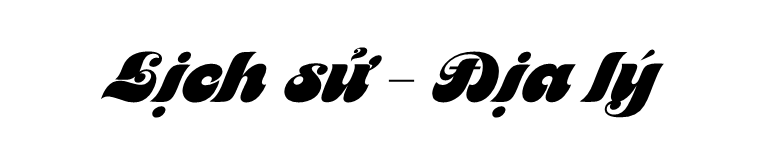 Lịch sử – Địa lý